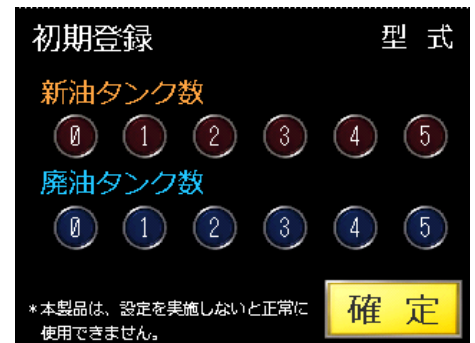 初期登録 型 式
新油タンク数
0 1 2 3 4 5
廃油タンク数
0 1 2 3 4 5
*本製品は、設定を実施しないと正常に
使用できません。
確 定